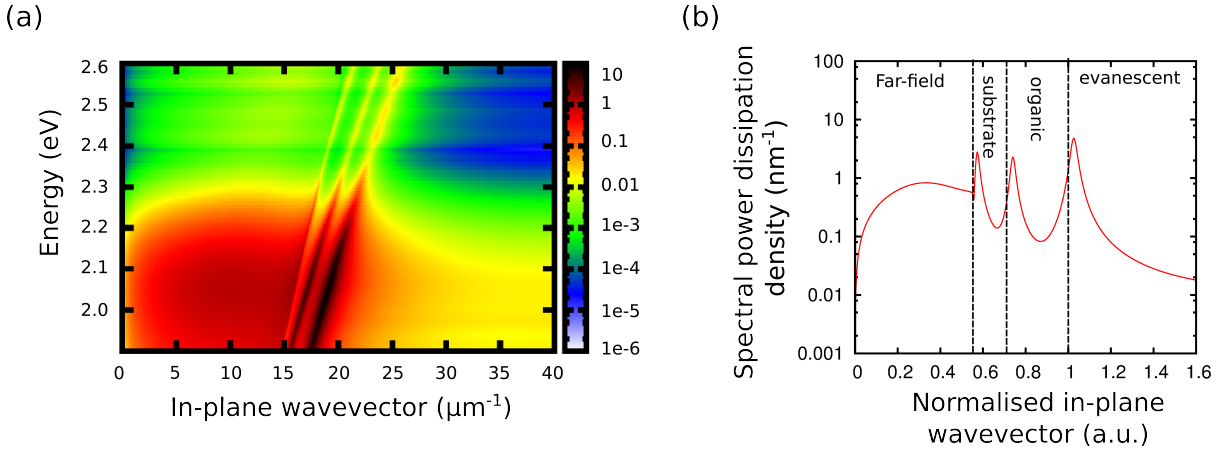 (a)
2.6
2.5
2.4
2.3
2.2
2.1
2.0
Energy (eV)
0 5 10 15 20 25 30 35 40
In-plane wavevector (μm⁻¹)
10
1
0.1
0.01
1e-3
1e-4
1e-5
1e-6
(b)
Spectral power dissipation
density (nm⁻¹)
100
10
1
0.1
0.01
0.001
Far-field
substrate
organic
evanescent
0 0.2 0.4 0.6 0.8 1 1.2 1.4 1.6
Normalised in-plane
wavevector (a.u.)